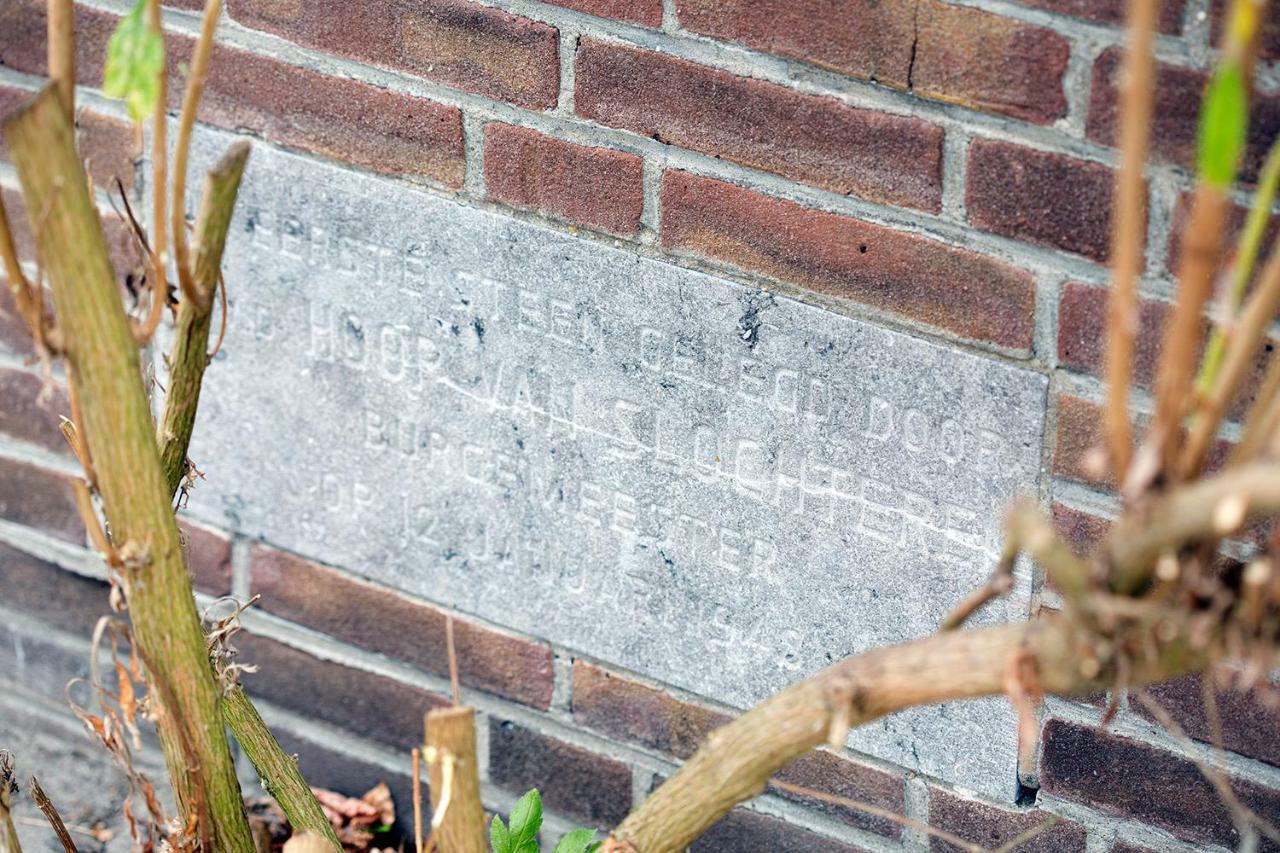 EERSTE STEEN GELEGD DOOR
HOOP VAN SLOCHTEREN
BURGEMEESTER
OP 12 JANUARI